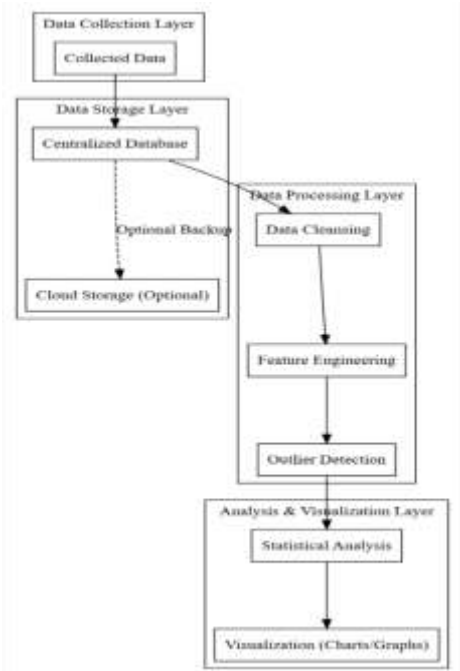 Data Collection Layer
Collected Data
Data Storage Layer
Centralized Database
Optional Backup
Cloud Storage (Optional)
Data Processing Layer
Data Cleansing
Feature Engineering
Outlier Detection
Analysis & Visualization Layer
Statistical Analysis
Visualization (Charts/Graphs)